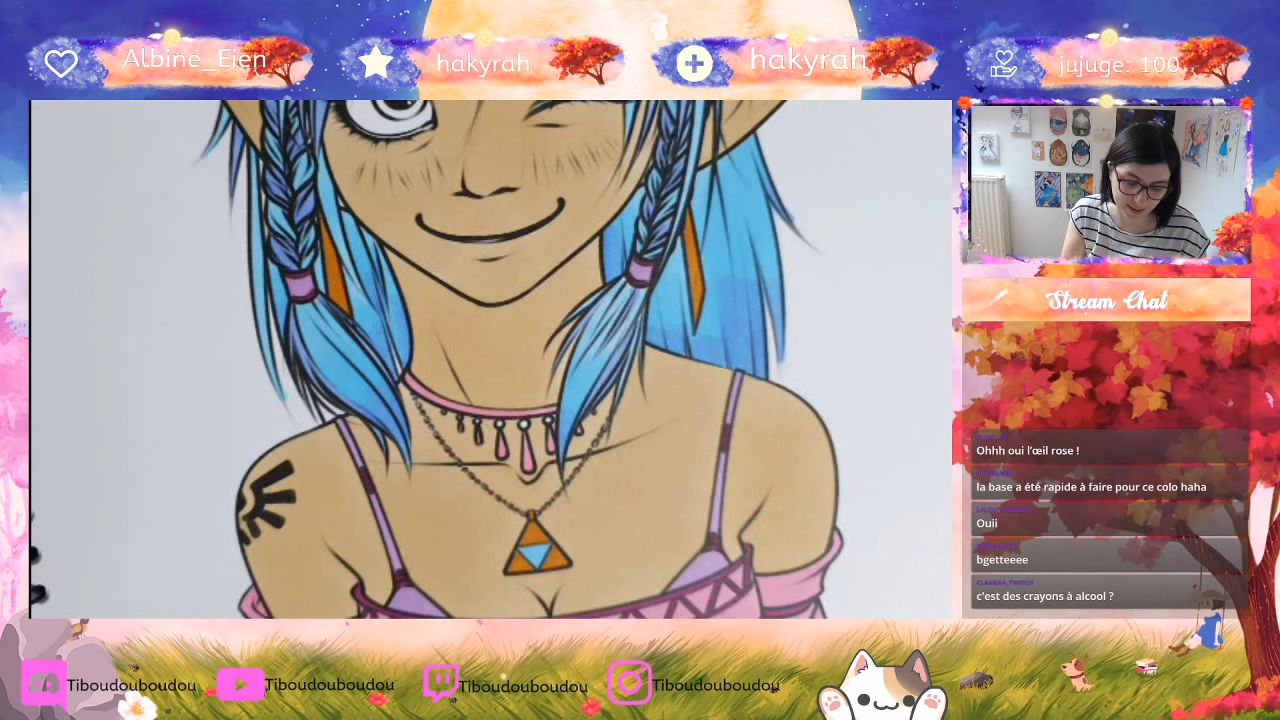 Albine_Eien
hakyrah
hakyrah
jujuge: 100
Stream Chat
Ohhh oui l'œil rose !
la base a été rapide à faire pour ce colo haha
Ouii
bgetteeee
c'est des crayons à alcool ?
Tiboudouboudou
Tiboudouboudou
Tiboudouboudou
Tiboudouboudou